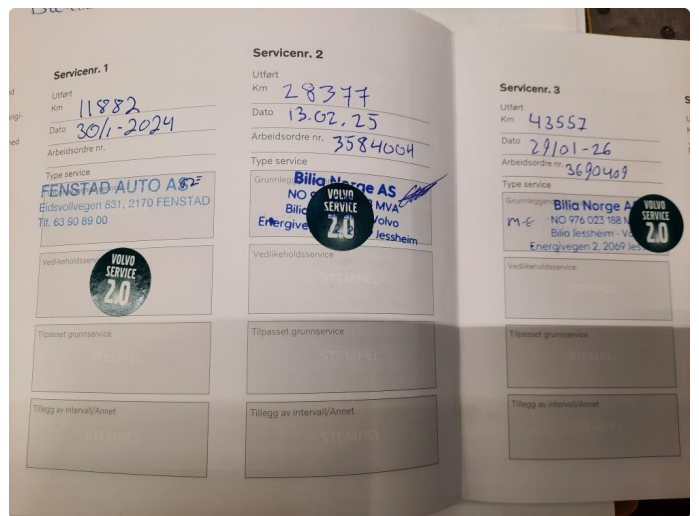 Servicenr. 1
Utført
Km 11882
Dato 30/1-2024
Arbeidsordre nr.
Type service
FENSTAD AUTO AS
Eidsvollvegen 831, 2170 FENSTAD
Tlf. 63 90 89 00
Vedlikeholdsservice
VOLVO
SERVICE
2.0
Tilpasset grunnservice
STEMPEL
Tillegg av intervall/Annet
STEMPEL
Servicenr. 2
Utført
Km 28377
Dato 13.02.25
Arbeidsordre nr. 3584004
Type service
Bilia Norge AS
NO MVA
Bilia Volvo
Energive Jessheim
VOLVO
SERVICE
2.0
Vedlikeholdsservice
STEMPEL
Tilpasset grunnservice
STEMPEL
Tillegg av intervall/Annet
STEMPEL
Servicenr. 3
Utført
Km 43557
Dato 29/01-26
Arbeidsordre nr. 3690409
Type service
Bilia Norge A
M-E NO 976 023 188
Bilia Jessheim - Vo
Energivegen 2, 2069 Jes
VOLVO
SERVICE
2.0
Vedlikeholdsservice
STEMPEL
Tilpasset grunnservice
STEMPEL
Tillegg av intervall/Annet
STEMPEL